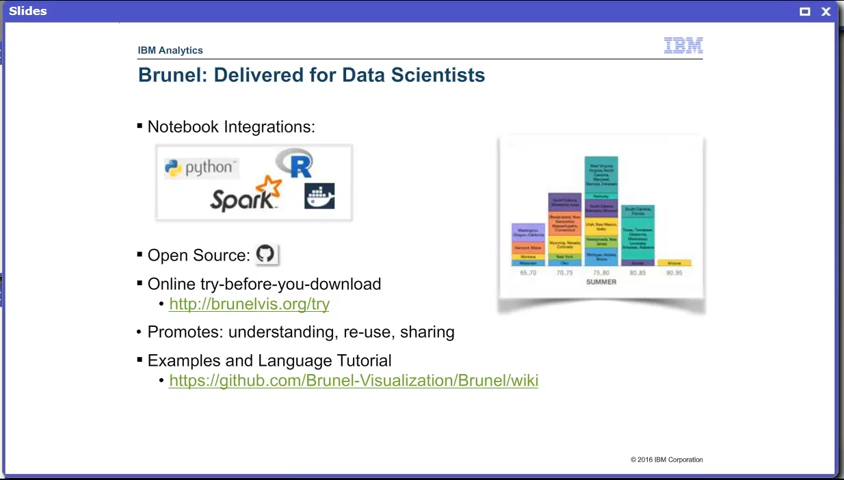 Slides
IBM Analytics
IBM
Brunel: Delivered for Data Scientists
▪ Notebook Integrations:
python™
R
Spark
▪ Open Source:
▪ Online try-before-you-download
• http://brunelvis.org/try
• Promotes: understanding, re-use, sharing
▪ Examples and Language Tutorial
• https://github.com/Brunel-Visualization/Brunel/wiki
65..70 70..75 75..80 80..85 90..95
SUMMER
© 2016 IBM Corporation